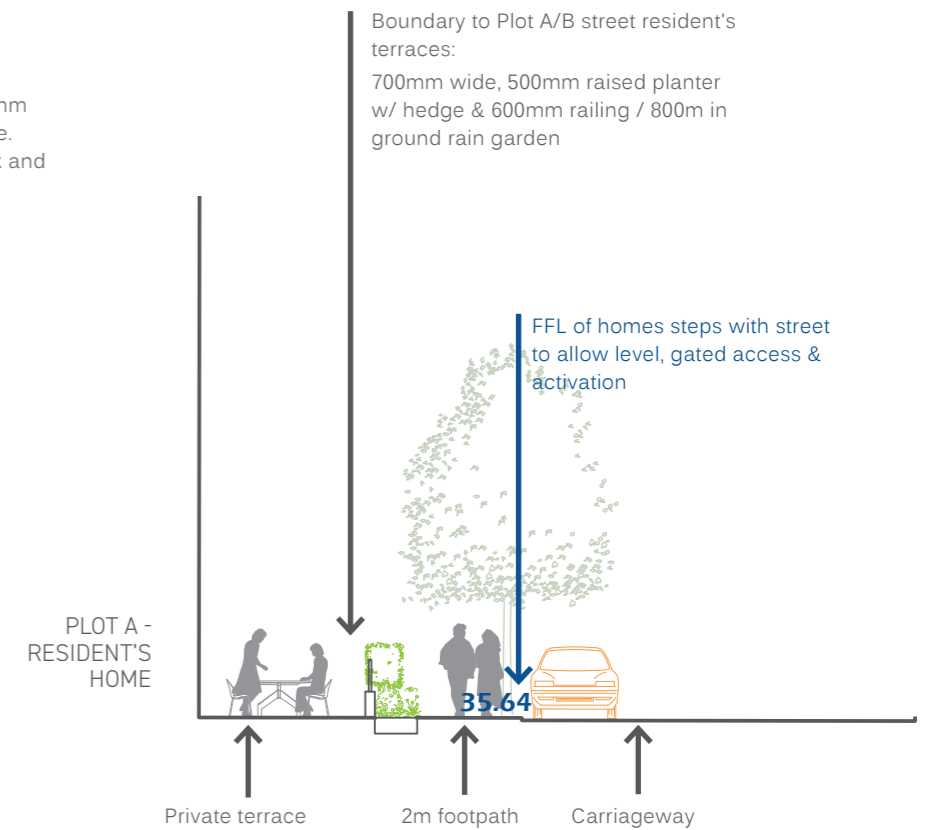 Boundary to Plot A/B street resident's
terraces:
700mm wide, 500mm raised planter
w/ hedge & 600mm railing / 800m in
ground rain garden
and
FFL of homes steps with street
to allow level, gated access &
activation
PLOT A -
RESIDENT'S
HOME
35.64
Private terrace
2m footpath
Carriageway